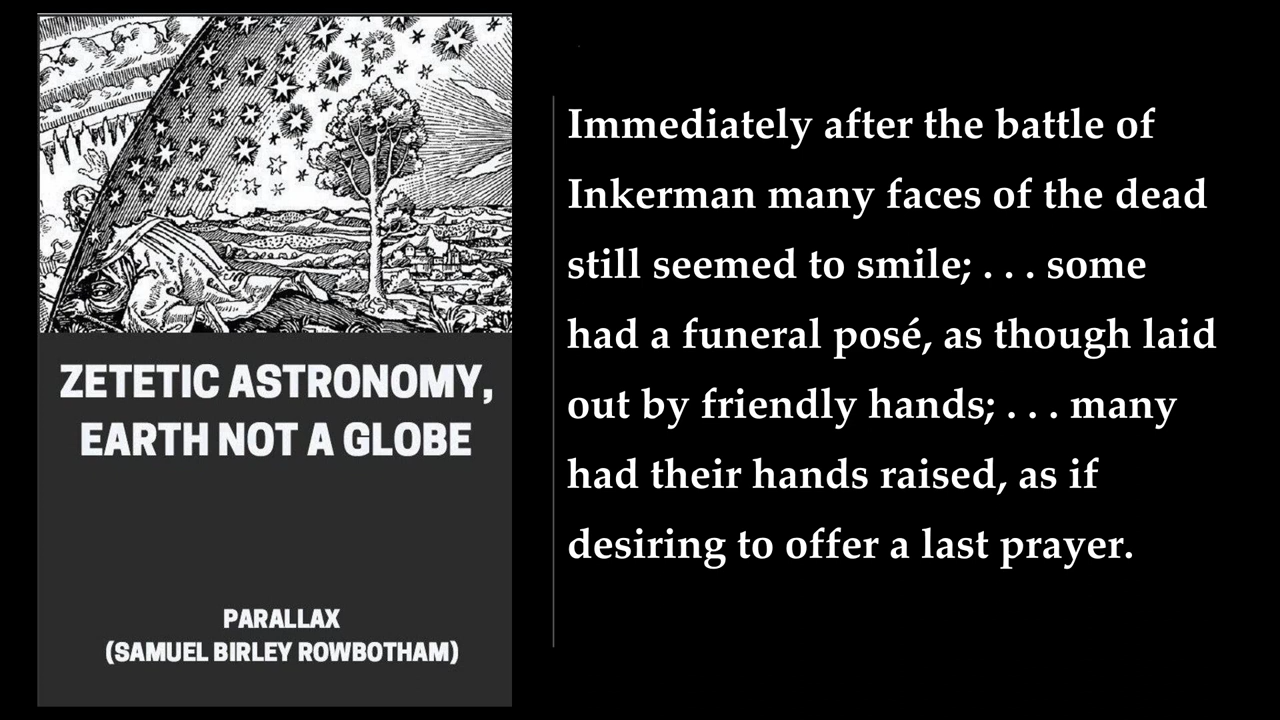 ZETETIC ASTRONOMY,
EARTH NOT A GLOBE
PARALLAX
(SAMUEL BIRLEY ROWBOTHAM)
Immediately after the battle of
Inkerman many faces of the dead
still seemed to smile; . . . some
had a funeral posé, as though laid
out by friendly hands; . . . many
had their hands raised, as if
desiring to offer a last prayer.